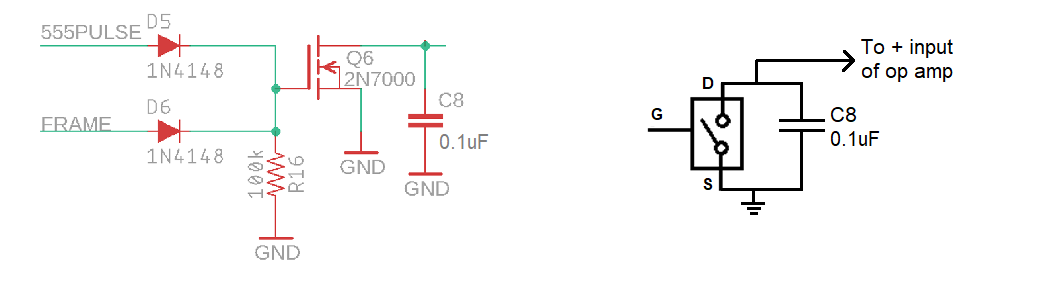 555PULSE
D5
1N4148
Q6
2N7000
FRAME
D6
1N4148
100k
R16
GND
GND
C8
0.1uF
GND
To + input
of op amp
D
G
S
C8
0.1uF